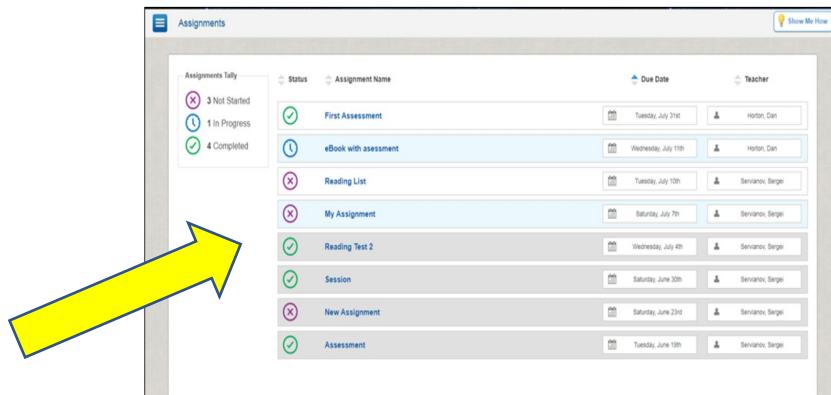 Assignments
Show Me How
Assignments Tally
3 Not Started
1 In Progress
4 Completed
Status Assignment Name Due Date Teacher
First Assessment Tuesday, July 31st Horton, Dan
eBook with asessment Wednesday, July 11th Horton, Dan
Reading List Tuesday, July 10th Servianov, Sergei
My Assignment Saturday, July 7th Servianov, Sergei
Reading Test 2 Wednesday, July 4th Servianov, Sergei
Session Saturday, June 30th Servianov, Sergei
New Assignment Saturday, June 23rd Servianov, Sergei
Assessment Tuesday, June 19th Servianov, Sergei